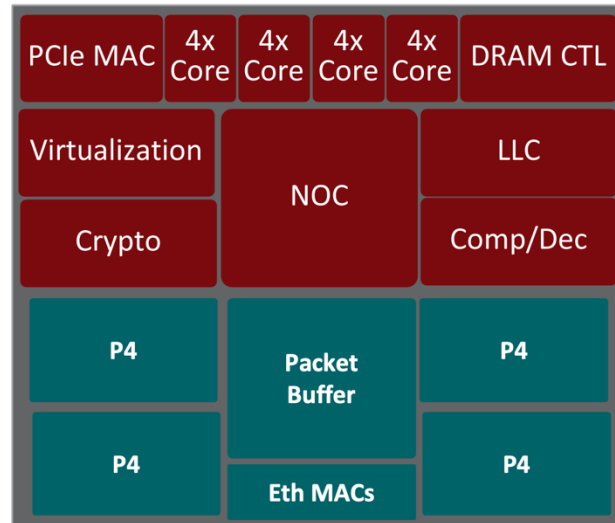 PCIe MAC
4x
Core
4x
Core
4x
Core
4x
Core
DRAM CTL
Virtualization
NOC
LLC
Crypto
Comp/Dec
P4
Packet
Buffer
P4
P4
Eth MACs
P4